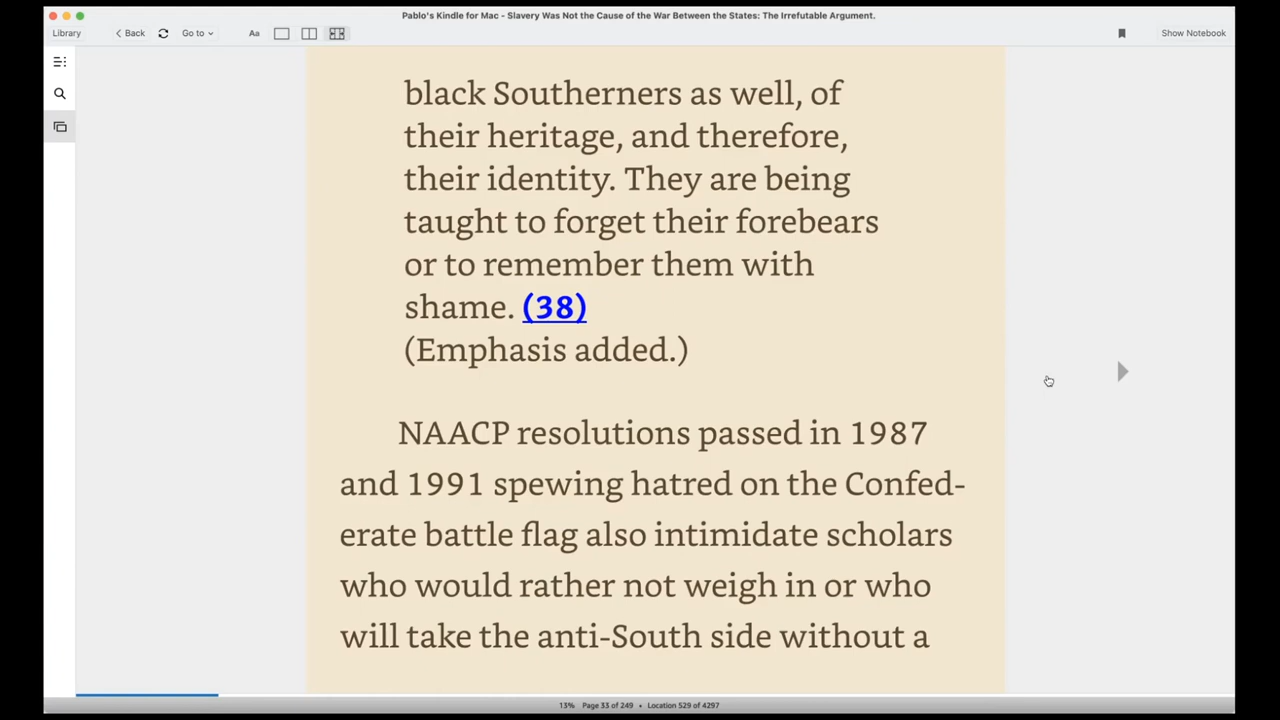 Pablo's Kindle for Mac - Slavery Was Not the Cause of the War Between the States: The Irrefutable Argument.
Library
Back
Go to
Aa
Show Notebook
black Southerners as well, of
their heritage, and therefore,
their identity. They are being
taught to forget their forebears
or to remember them with
shame. (38)
(Emphasis added.)
NAACP resolutions passed in 1987
and 1991 spewing hatred on the Confed-
erate battle flag also intimidate scholars
who would rather not weigh in or who
will take the anti-South side without a
13% Page 33 of 249 • Location 529 of 4297